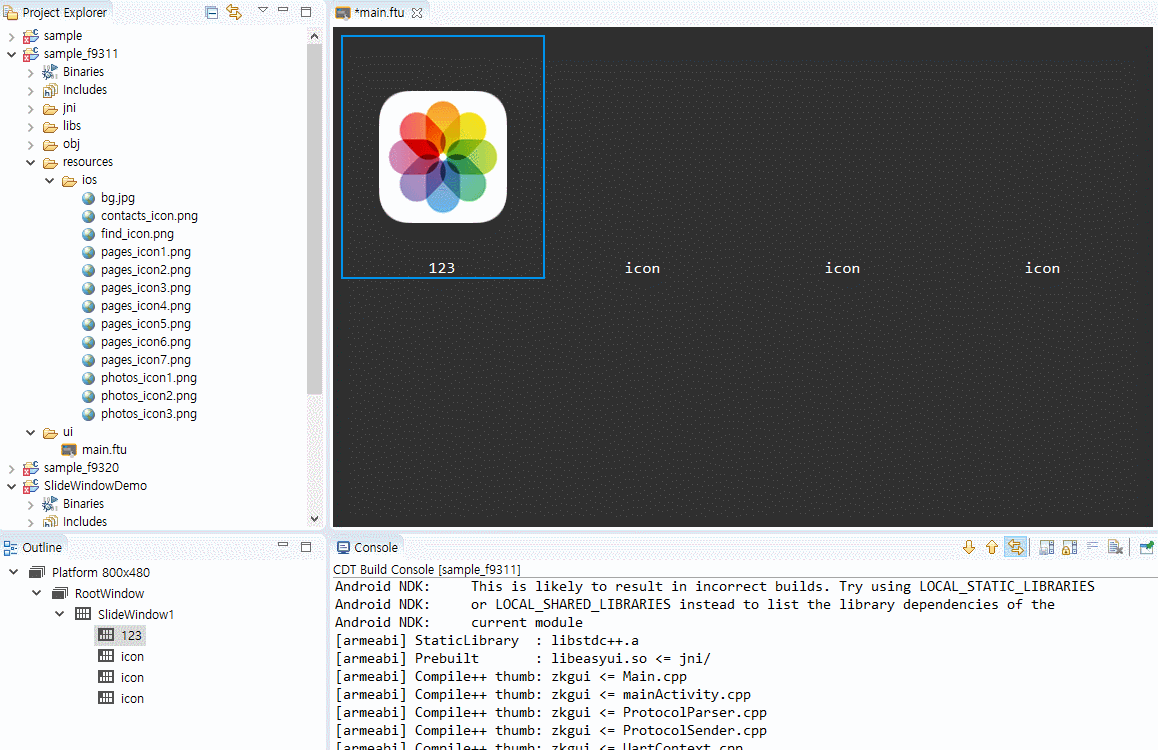 Project Explorer
sample
sample_f9311
Binaries
Includes
jni
libs
obj
resources
ios
bg.jpg
contacts_icon.png
find_icon.png
pages_icon1.png
pages_icon2.png
pages_icon3.png
pages_icon4.png
pages_icon5.png
pages_icon6.png
pages_icon7.png
photos_icon1.png
photos_icon2.png
photos_icon3.png
ui
main.ftu
sample_f9320
SlideWindowDemo
Binaries
Includes
*main.ftu
123 icon icon icon
Outline
Platform 800x480
RootWindow
SlideWindow1
123
icon
icon
icon
Console
CDT Build Console [sample_f9311]
Android NDK:     This is likely to result in incorrect builds. Try using LOCAL_STATIC_LIBRARIES
Android NDK:     or LOCAL_SHARED_LIBRARIES instead to list the library dependencies of the
Android NDK:     current module
[armeabi] StaticLibrary  : libstdc++.a
[armeabi] Prebuilt       : libeasyui.so <= jni/
[armeabi] Compile++ thumb: zkgui <= Main.cpp
[armeabi] Compile++ thumb: zkgui <= mainActivity.cpp
[armeabi] Compile++ thumb: zkgui <= ProtocolParser.cpp
[armeabi] Compile++ thumb: zkgui <= ProtocolSender.cpp
[armeabi] Compile++ thumb: zkgui <= UartContext.cpp